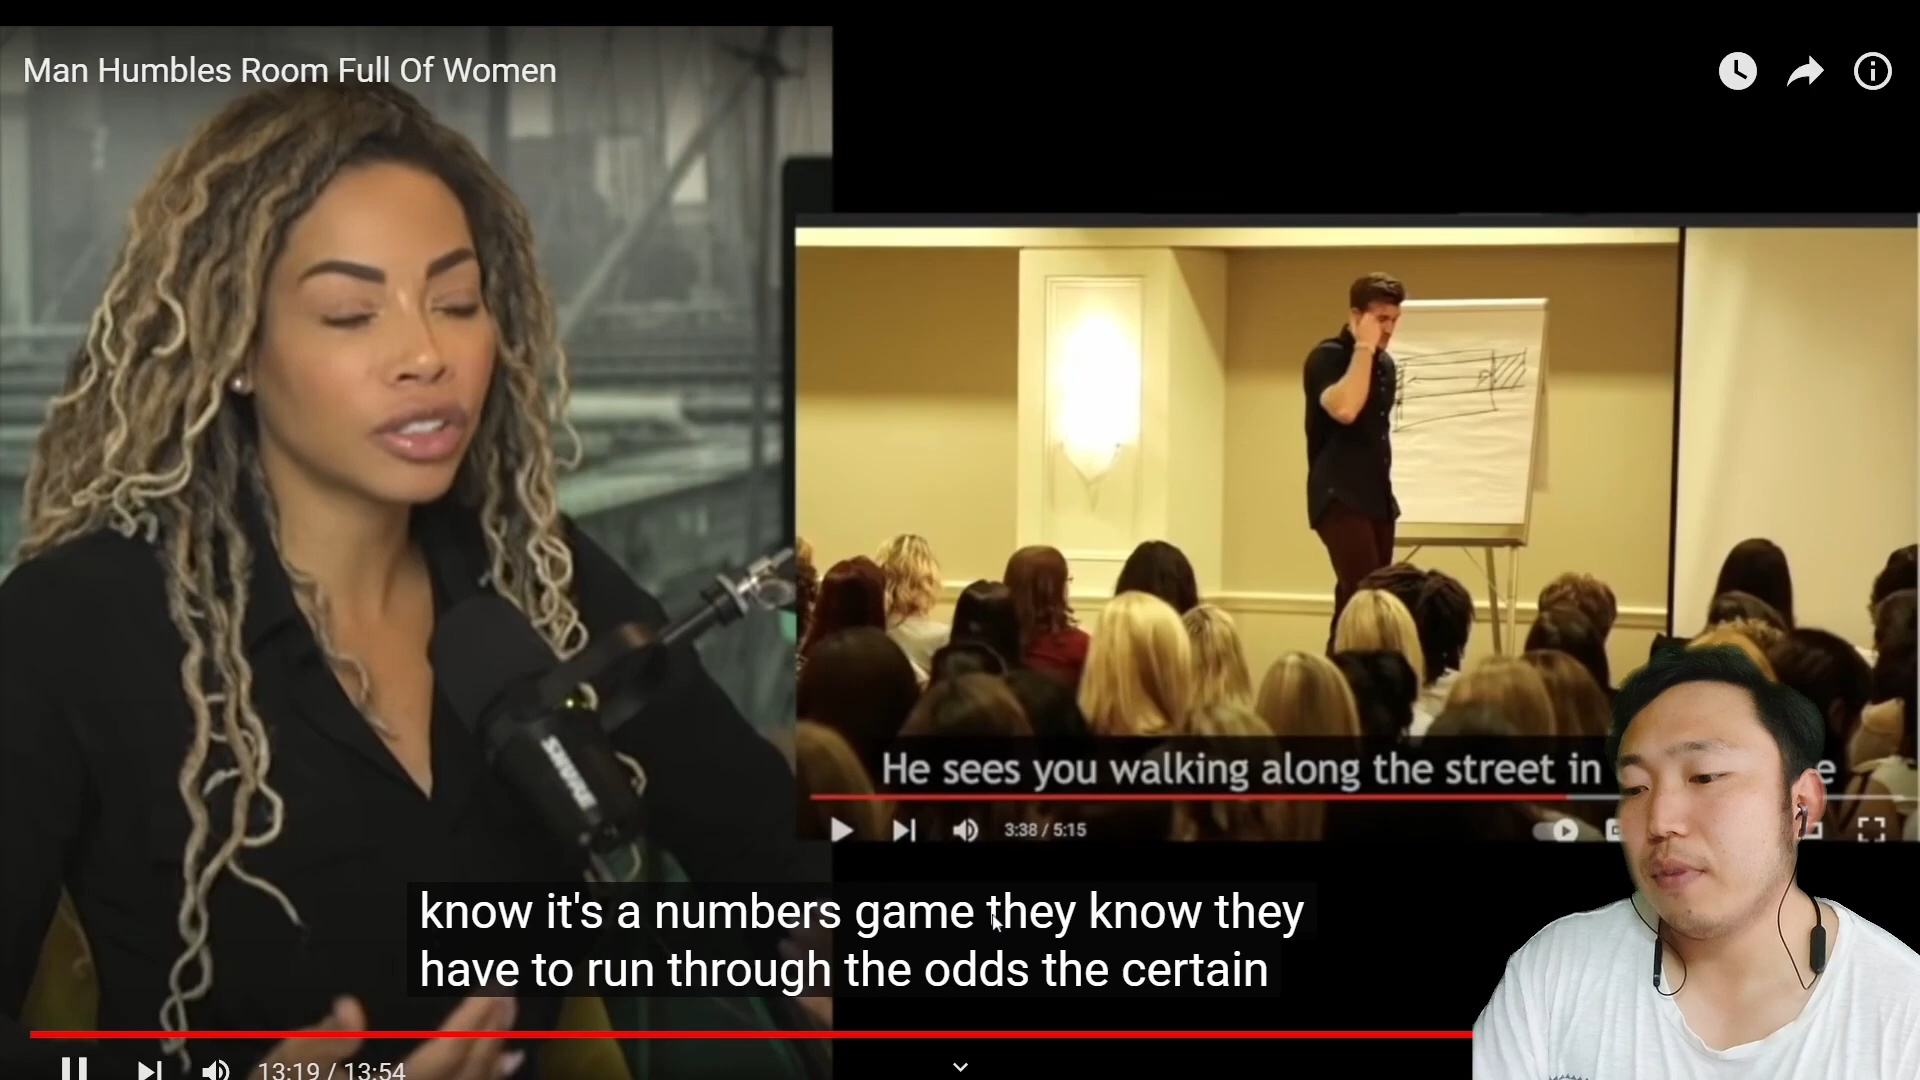 Man Humbles Room Full Of Women
He sees you walking along the street in
3:38 / 5:15
SHURE
know it's a numbers game they know they
have to run through the odds the certain
13:19 / 13:54